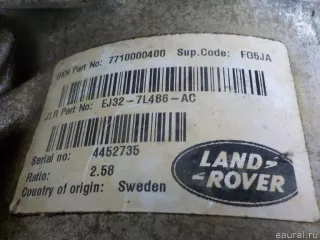 GKN Part No: 7710000400 Sup.Code: FQ5JA
JLR Part No: EJ32-7L486-AC
Serial no: 4452735
Ratio: 2.58
Country of origin: Sweden
LAND-
ROVER
eaural.ru